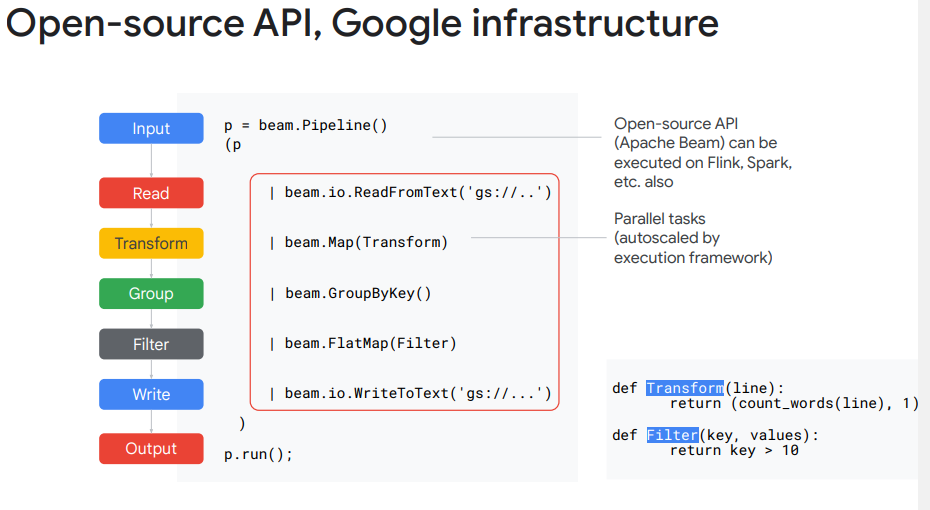 Open-source API, Google infrastructure
Input
Read
Transform
Group
Filter
Write
Output
p = beam.Pipeline()
(p
| beam.io.ReadFromText('gs://..')
| beam.Map(Transform)
| beam.GroupByKey()
| beam.FlatMap(Filter)
| beam.io.WriteToText('gs://...')
)
p.run();
Open-source API
(Apache Beam) can be
executed on Flink, Spark,
etc. also
Parallel tasks
(autoscaled by
execution framework)
def Transform(line):
return (count_words(line), 1)
def Filter(key, values):
return key > 10